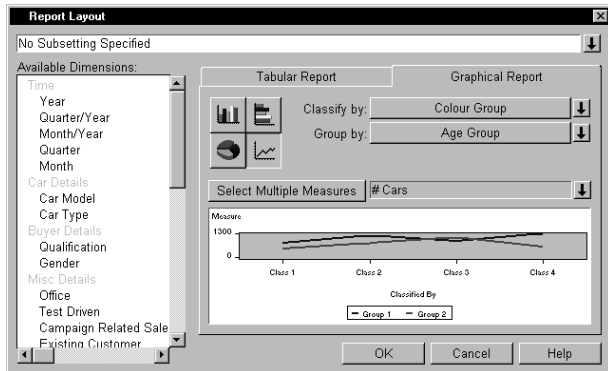 Report Layout
No Subsetting Specified
Available Dimensions:
Time
Year
Quarter/Year
Month/Year
Quarter
Month
Car Details
Car Model
Car Type
Buyer Details
Qualification
Gender
Misc Details
Office
Test Driven
Campaign Related Sale
Existing Customer
Tabular Report
Graphical Report
Classify by:
Colour Group
Group by:
Age Group
Select Multiple Measures
# Cars
Measure
1300
0
Class 1
Class 2
Class 3
Class 4
Classified By
Group 1
Group 2
OK
Cancel
Help